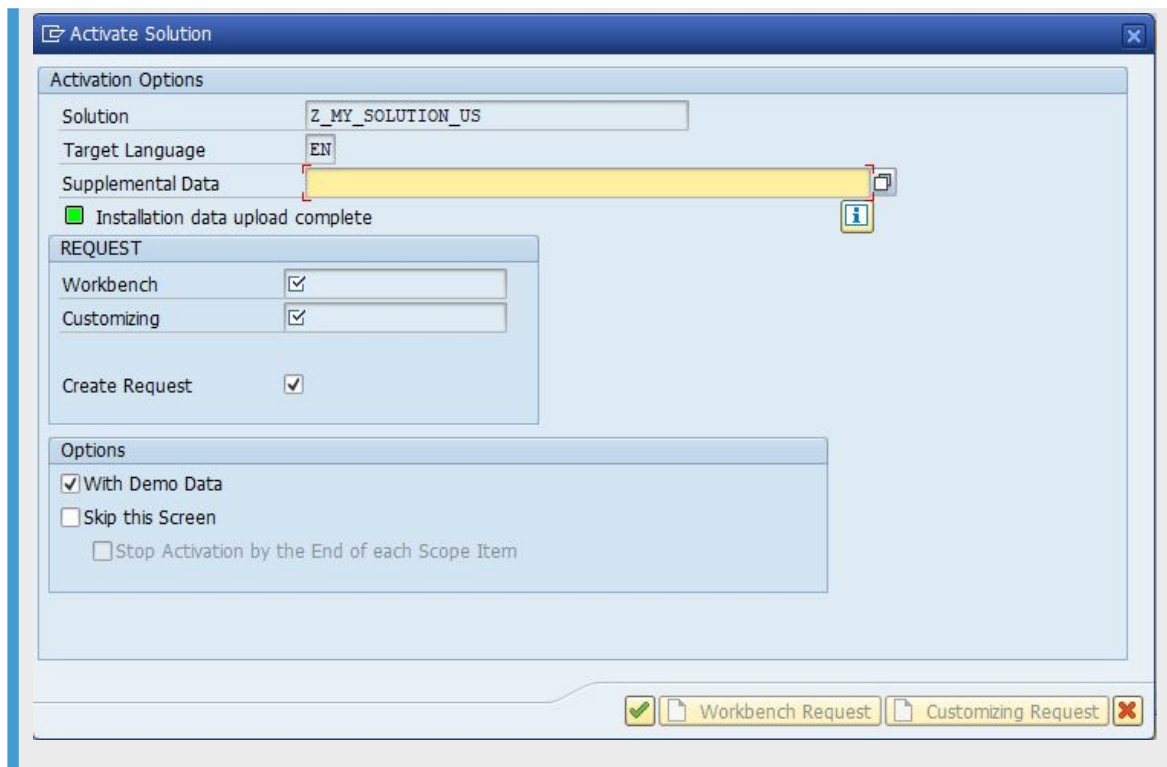 Activate Solution
Activation Options
Solution Z_MY_SOLUTION_US
Target Language EN
Supplemental Data
Installation data upload complete
REQUEST
Workbench
Customizing
Create Request
Options
With Demo Data
Skip this Screen
Stop Activation by the End of each Scope Item
Workbench Request Customizing Request